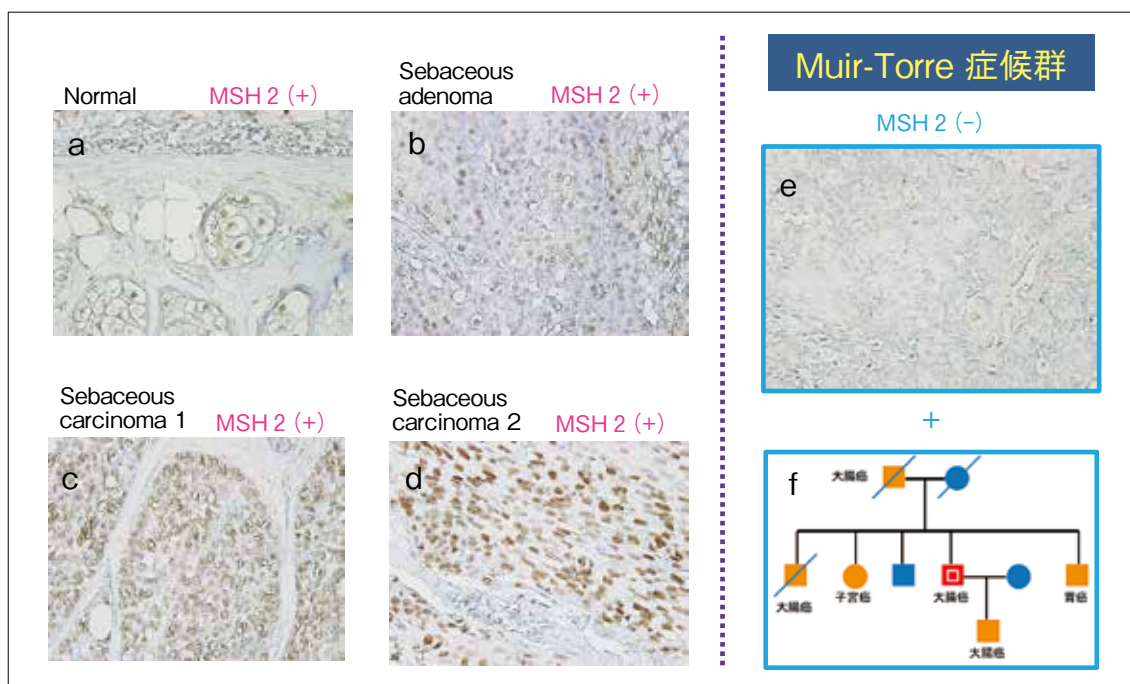 Normal
MSH 2 (+)
a
Sebaceous
adenoma
MSH 2 (+)
b
Sebaceous
carcinoma 1
MSH 2 (+)
c
Sebaceous
carcinoma 2
MSH 2 (+)
d
Muir-Torre 症候群
MSH 2 (-)
e
+
f
大腸癌
大腸癌
子宮癌
大腸癌
胃癌
大腸癌